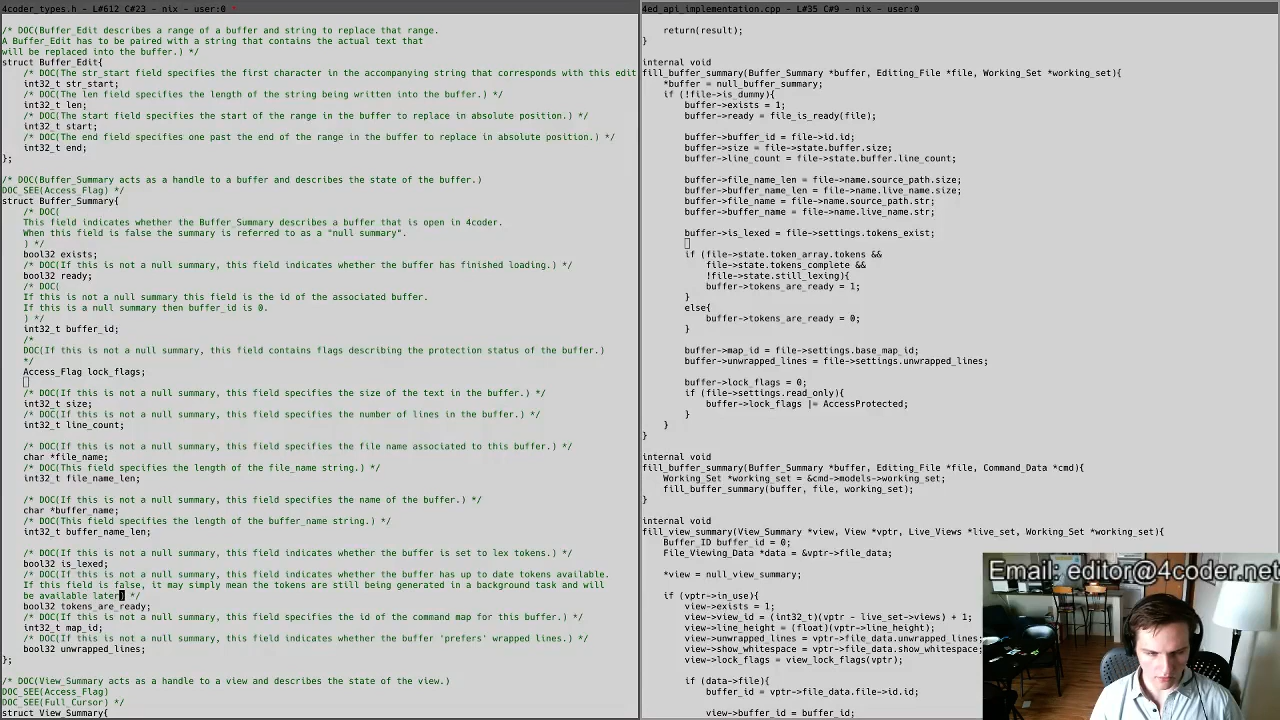 4coder_types.h - L#612 C#23 - nix - user:0 *
/* DOC(Buffer_Edit describes a range of a buffer and string to replace that range.
A Buffer_Edit has to be paired with a string that contains the actual text that
will be replaced into the buffer.) */
struct Buffer_Edit{
/* DOC(The str_start field specifies the first character in the accompanying string that corresponds with this edit
int32_t str_start;
/* DOC(The len field specifies the length of the string being written into the buffer.) */
int32_t len;
/* DOC(The start field specifies the start of the range in the buffer to replace in absolute position.) */
int32_t start;
/* DOC(The end field specifies one past the end of the range in the buffer to replace in absolute position.) */
int32_t end;
};
/* DOC(Buffer_Summary acts as a handle to a buffer and describes the state of the buffer.)
DOC_SEE(Access_Flag) */
struct Buffer_Summary{
/* DOC(
This field indicates whether the Buffer_Summary describes a buffer that is open in 4coder.
When this field is false the summary is referred to as a "null summary".
) */
bool32 exists;
/* DOC(If this is not a null summary, this field indicates whether the buffer has finished loading.) */
bool32 ready;
/* DOC(
If this is not a null summary this field is the id of the associated buffer.
If this is a null summary then buffer_id is 0.
) */
int32_t buffer_id;
/*
DOC(If this is not a null summary, this field contains flags describing the protection status of the buffer.)
*/
Access_Flag lock_flags;
/* DOC(If this is not a null summary, this field specifies the size of the text in the buffer.) */
int32_t size;
/* DOC(If this is not a null summary, this field specifies the number of lines in the buffer.) */
int32_t line_count;
/* DOC(If this is not a null summary, this field specifies the file name associated to this buffer.) */
char *file_name;
/* DOC(This field specifies the length of the file_name string.) */
int32_t file_name_len;
/* DOC(If this is not a null summary, this field specifies the name of the buffer.) */
char *buffer_name;
/* DOC(This field specifies the length of the buffer_name string.) */
int32_t buffer_name_len;
/* DOC(If this is not a null summary, this field indicates whether the buffer is set to lex tokens.) */
bool32 is_lexed;
/* DOC(If this is not a null summary, this field indicates whether the buffer has up to date tokens available.
If this field is false, it may simply mean the tokens are still being generated in a background task and will
be available later) */
bool32 tokens_are_ready;
/* DOC(If this is not a null summary, this field specifies the id of the command map for this buffer.) */
int32_t map_id;
/* DOC(If this is not a null summary, this field indicates whether the buffer 'prefers' wrapped lines.) */
bool32 unwrapped_lines;
};
/* DOC(View_Summary acts as a handle to a view and describes the state of the view.)
DOC_SEE(Access_Flag)
DOC_SEE(Full_Cursor) */
struct View_Summary{
4ed_api_implementation.cpp - L#35 C#9 - nix - user:0
return(result);
}
internal void
fill_buffer_summary(Buffer_Summary *buffer, Editing_File *file, Working_Set *working_set){
*buffer = null_buffer_summary;
if (!file->is_dummy){
buffer->exists = 1;
buffer->ready = file_is_ready(file);
buffer->buffer_id = file->id.id;
buffer->size = file->state.buffer.size;
buffer->line_count = file->state.buffer.line_count;
buffer->file_name_len = file->name.source_path.size;
buffer->buffer_name_len = file->name.live_name.size;
buffer->file_name = file->name.source_path.str;
buffer->buffer_name = file->name.live_name.str;
buffer->is_lexed = file->settings.tokens_exist;
if (file->state.token_array.tokens &&
file->state.tokens_complete &&
!file->state.still_lexing){
buffer->tokens_are_ready = 1;
}
else{
buffer->tokens_are_ready = 0;
}
buffer->map_id = file->settings.base_map_id;
buffer->unwrapped_lines = file->settings.unwrapped_lines;
buffer->lock_flags = 0;
if (file->settings.read_only){
buffer->lock_flags |= AccessProtected;
}
}
}
internal void
fill_buffer_summary(Buffer_Summary *buffer, Editing_File *file, Command_Data *cmd){
Working_Set *working_set = &cmd->models->working_set;
fill_buffer_summary(buffer, file, working_set);
}
internal void
fill_view_summary(View_Summary *view, View *vptr, Live_Views *live_set, Working_Set *working_set){
Buffer_ID buffer_id = 0;
File_Viewing_Data *data = &vptr->file_data;
*view = null_view_summary;
if (vptr->in_use){
view->exists = 1;
view->view_id = (int32_t)(vptr - live_set->views) + 1;
view->line_height = (float)(vptr->line_height);
view->unwrapped_lines = vptr->file_data.unwrapped_lines;
view->show_whitespace = vptr->file_data.show_whitespace;
view->lock_flags = view_lock_flags(vptr);
if (data->file){
buffer_id = vptr->file_data.file->id.id;
view->buffer_id = buffer_id;
Email: editor@4coder.net